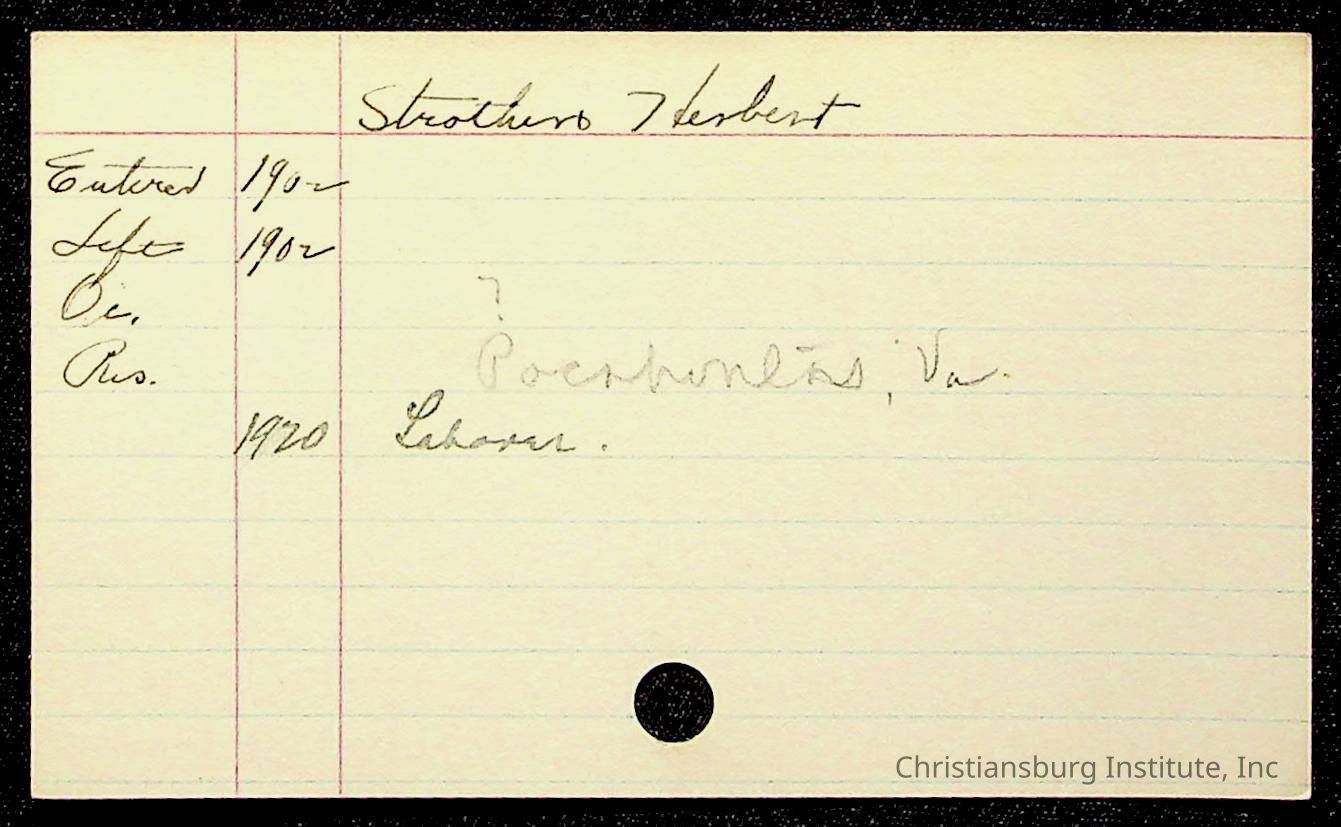 Strothers Herbert
Entered 1902
Left 1902
Oc. ?
Res. Pocahontas, Va.
1920 Laborer.
Christiansburg Institute, Inc